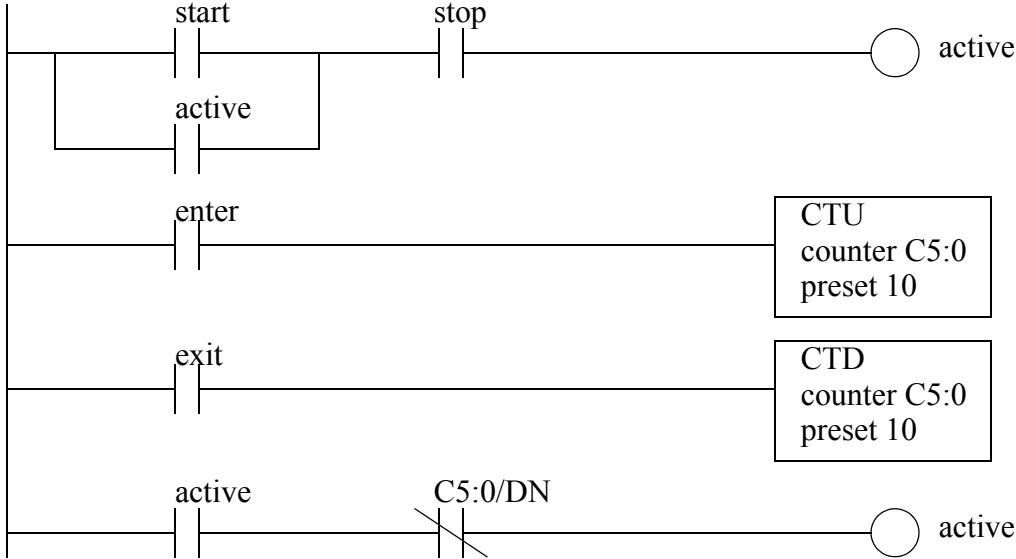 start
stop
active
active
enter
CTU
counter C5:0
preset 10
exit
CTD
counter C5:0
preset 10
active
C5:0/DN
active